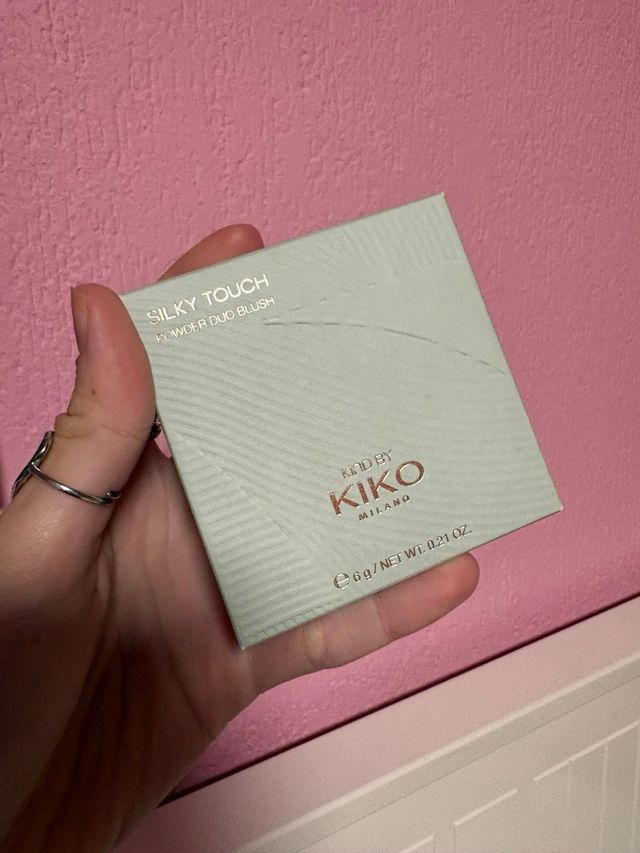 SILKY TOUCH
POWDER DUO BLUSH
KIND BY
KIKO
MILANO
℮ 6 g / NET WT. 0.21 OZ.